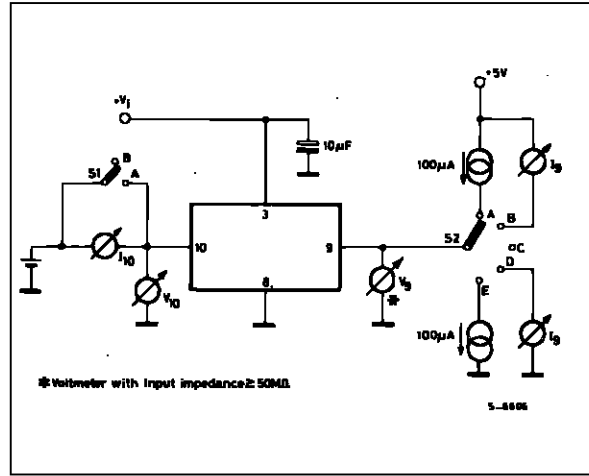 +5V
+Vi
10µF
B
S1
A
100µA
I9
3
A
B
10
9
S2
C
D
I10
8
V9
E
V10
*
100µA
I9
* Voltmeter with Input impedance ≥ 50MΩ
S-6606